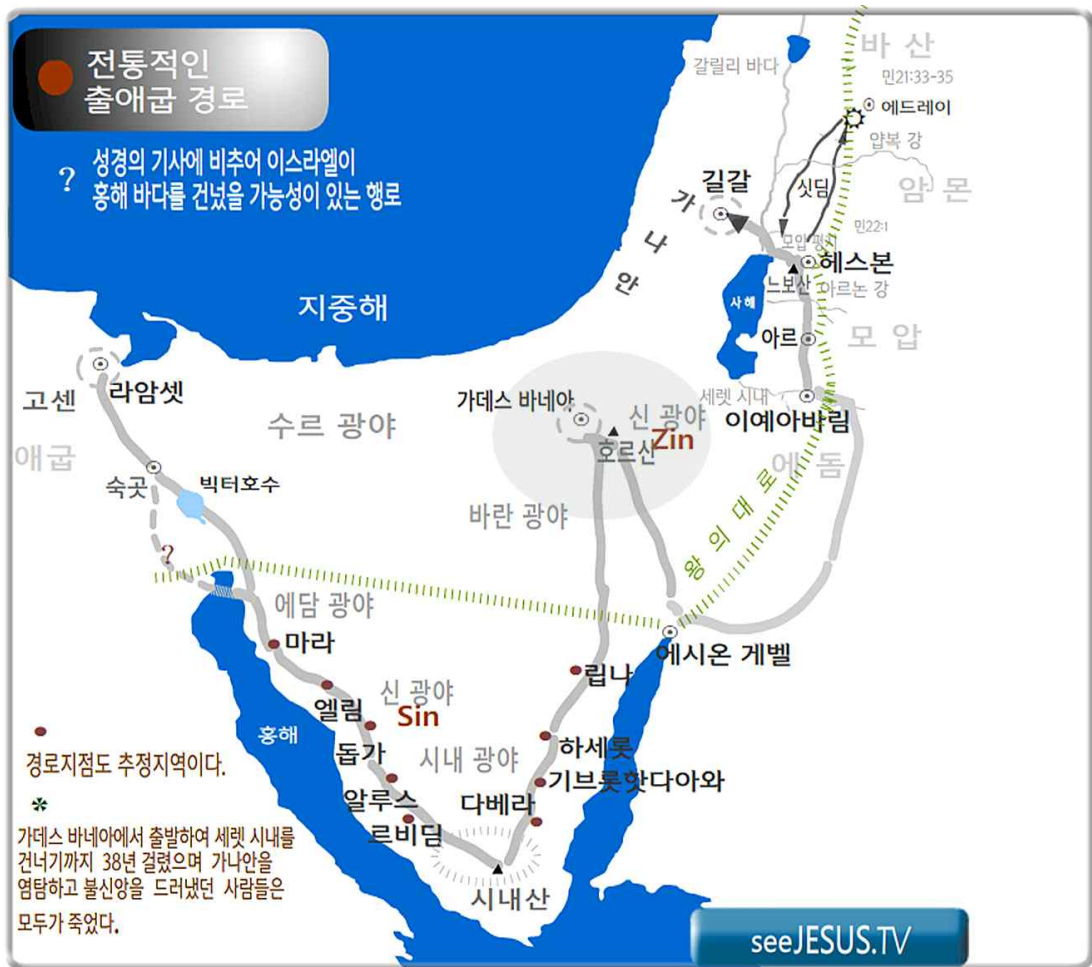 전통적인
출애굽 경로
? 성경의 기사에 비추어 이스라엘이
홍해 바다를 건넜을 가능성이 있는 행로
바 산
갈릴리 바다
민21:33-35
에드레이
얍복 강
암 몬
싯딤
길갈
가 나 안
민22:1
모압 평지
헤스본
느보산
아르논 강
지중해
사해
아르
모 압
세렛 시내
이예아바림
에 돔
고센
라암셋
애굽
수르 광야
가데스 바네아
신 광야
Zin
호르산
숙곳
빅터호수
바란 광야
왕 의 대 로
?
에담 광야
에시온 게벨
마라
립나
엘림
신 광야
Sin
홍해
돕가
시내 광야
하세롯
기브롯핫다아와
알루스
다베라
르비딤
시내산
경로지점도 추정지역이다.
가데스 바네아에서 출발하여 세렛 시내를
건너기까지 38년 걸렸으며 가나안을
염탐하고 불신앙을 드러냈던 사람들은
모두가 죽었다.
seeJESUS.TV